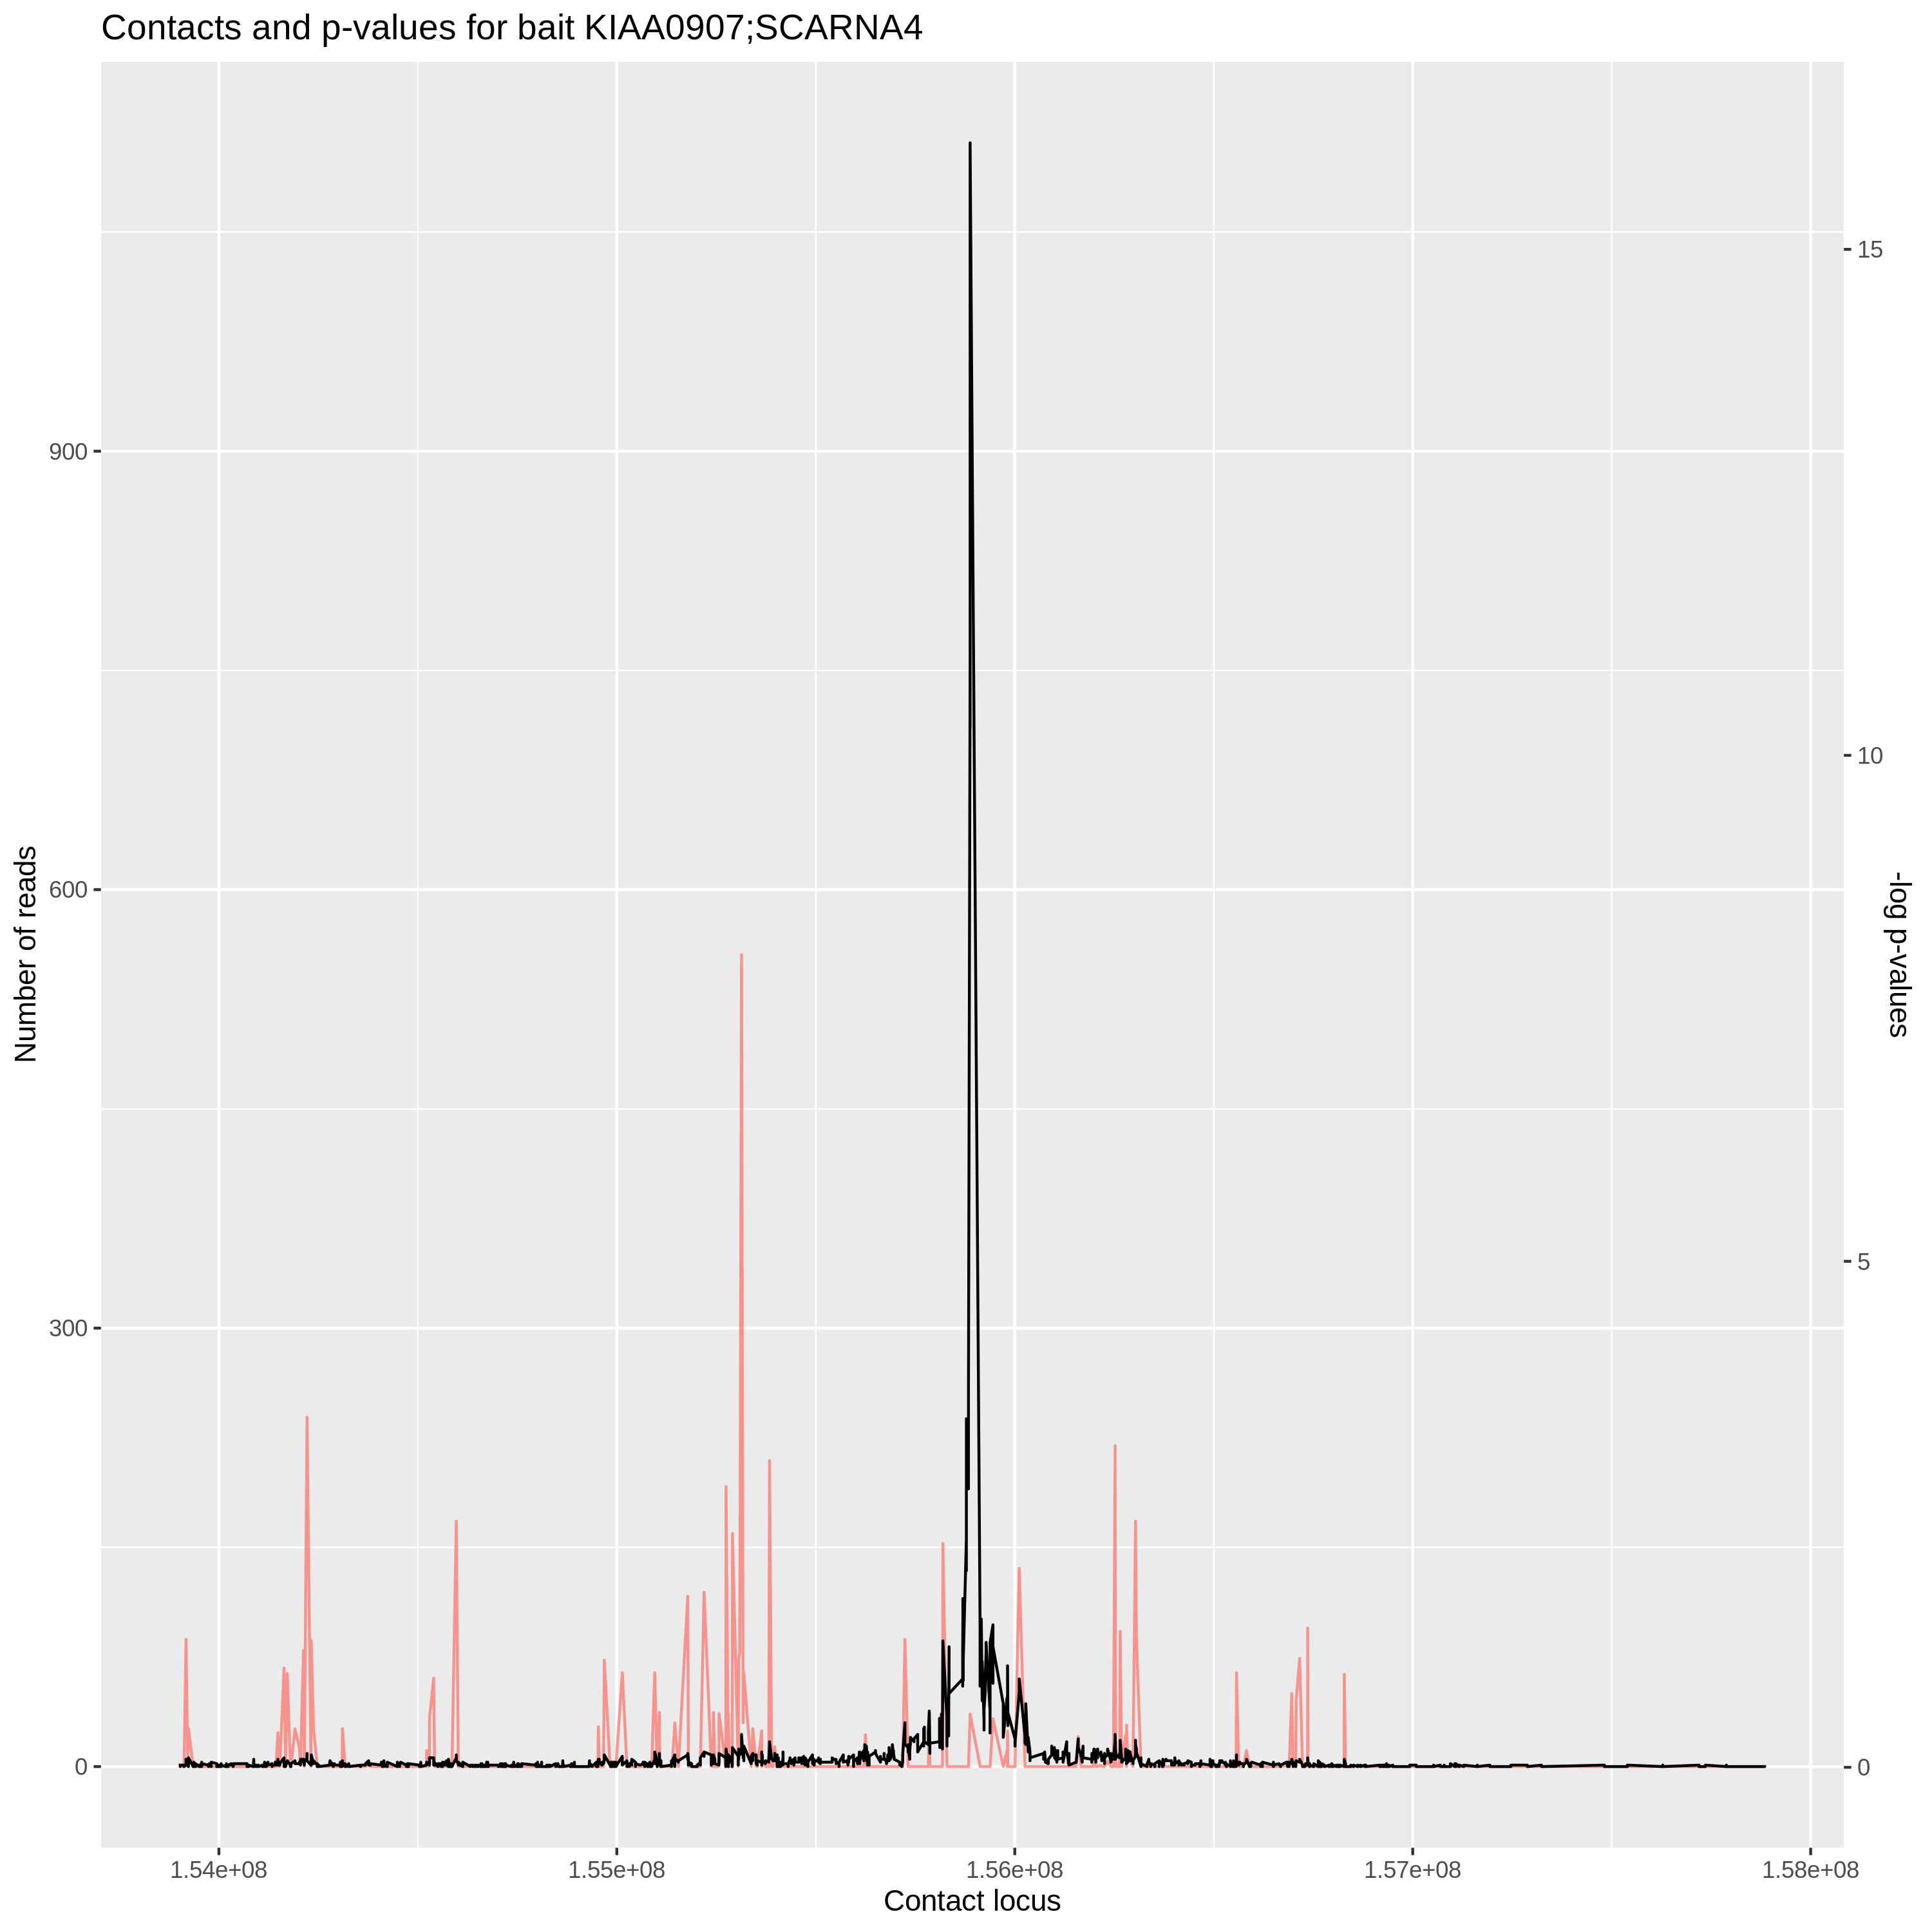 Contacts and p-values for bait KIAA0907;SCARNA4
Number of reads
900
600
300
0
15
10
5
0
-log p-values
1.54e+08 1.55e+08 1.56e+08 1.57e+08 1.58e+08
Contact locus